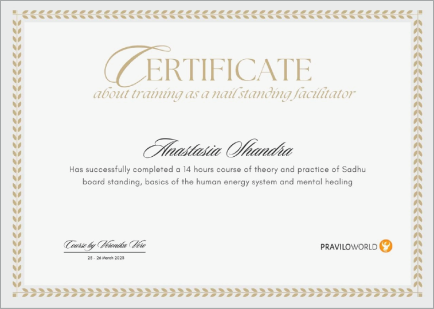 CERTIFICATE
about training as a nail standing facilitator
Anastasia Shandra
Has successfully completed a 14 hours course of theory and practice of Sadhu
board standing, basics of the human energy system and mental healing
Course by Veronika
25 - 26 March 2023
PRAVILOWORLD